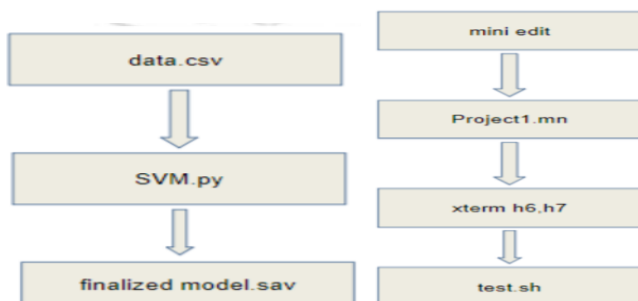 data.csv
SVM.py
finalized model.sav
mini edit
Project1.mn
xterm h6,h7
test.sh